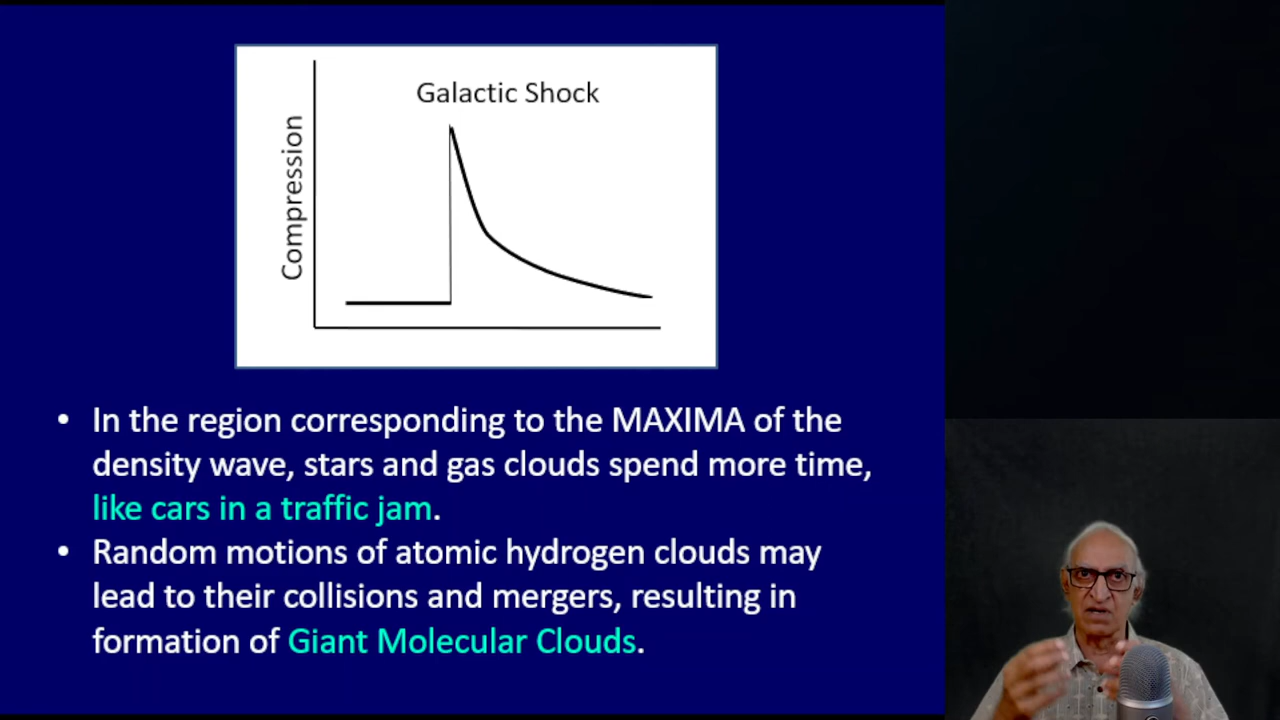 Galactic Shock
Compression
• In the region corresponding to the MAXIMA of the
density wave, stars and gas clouds spend more time,
like cars in a traffic jam.
• Random motions of atomic hydrogen clouds may
lead to their collisions and mergers, resulting in
formation of Giant Molecular Clouds.